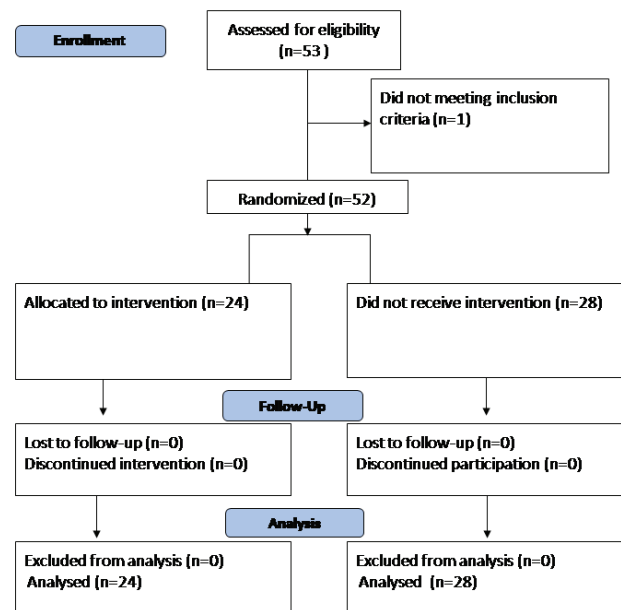 Enrollment
Assessed for eligibility
(n=53 )
Did not meeting inclusion
criteria (n=1)
Randomized (n=52)
Allocated to intervention (n=24)
Did not receive intervention (n=28)
Follow-Up
Lost to follow-up (n=0)
Discontinued intervention (n=0)
Lost to follow-up (n=0)
Discontinued participation (n=0)
Analysis
Excluded from analysis (n=0)
Analysed (n=24)
Excluded from analysis (n=0)
Analysed (n=28)